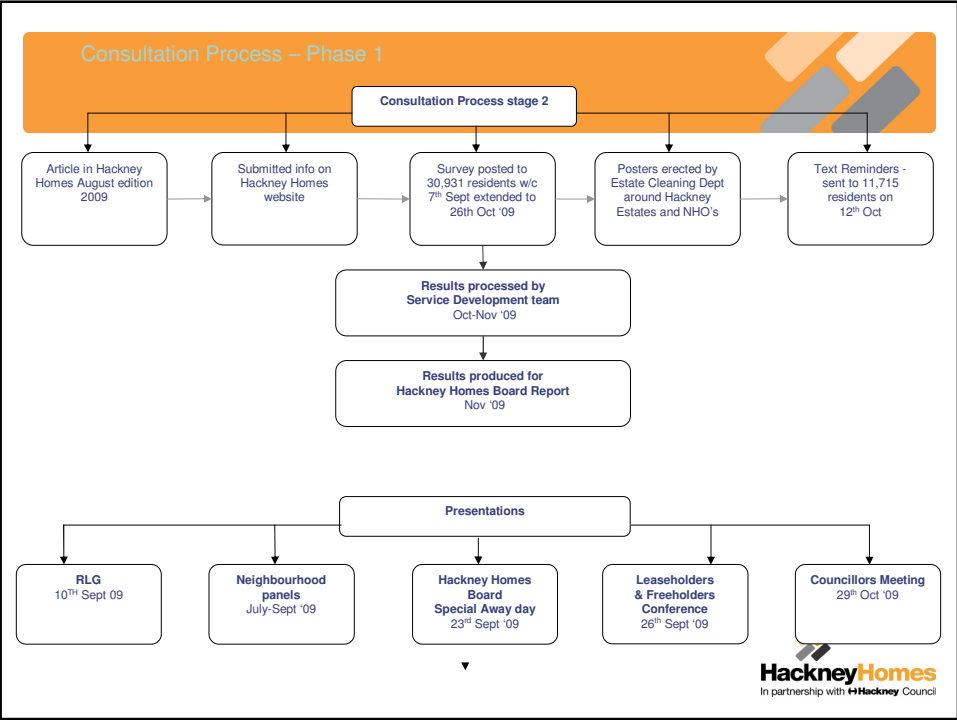 Consultation Process – Phase 1
Consultation Process stage 2
Article in Hackney
Homes August edition
2009
Submitted info on
Hackney Homes
website
Survey posted to
30,931 residents w/c
7th Sept extended to
26th Oct ‘09
Posters erected by
Estate Cleaning Dept
around Hackney
Estates and NHO’s
Text Reminders -
sent to 11,715
residents on
12th Oct
Results processed by
Service Development team
Oct-Nov ‘09
Results produced for
Hackney Homes Board Report
Nov ‘09
Presentations
RLG
10TH Sept 09
Neighbourhood
panels
July-Sept ‘09
Hackney Homes
Board
Special Away day
23rd Sept ‘09
Leaseholders
& Freeholders
Conference
26th Sept ‘09
Councillors Meeting
29th Oct ‘09
HackneyHomes
In partnership with Hackney Council